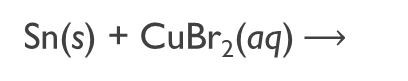 Sn(s) + CuBr₂(aq) ⟶